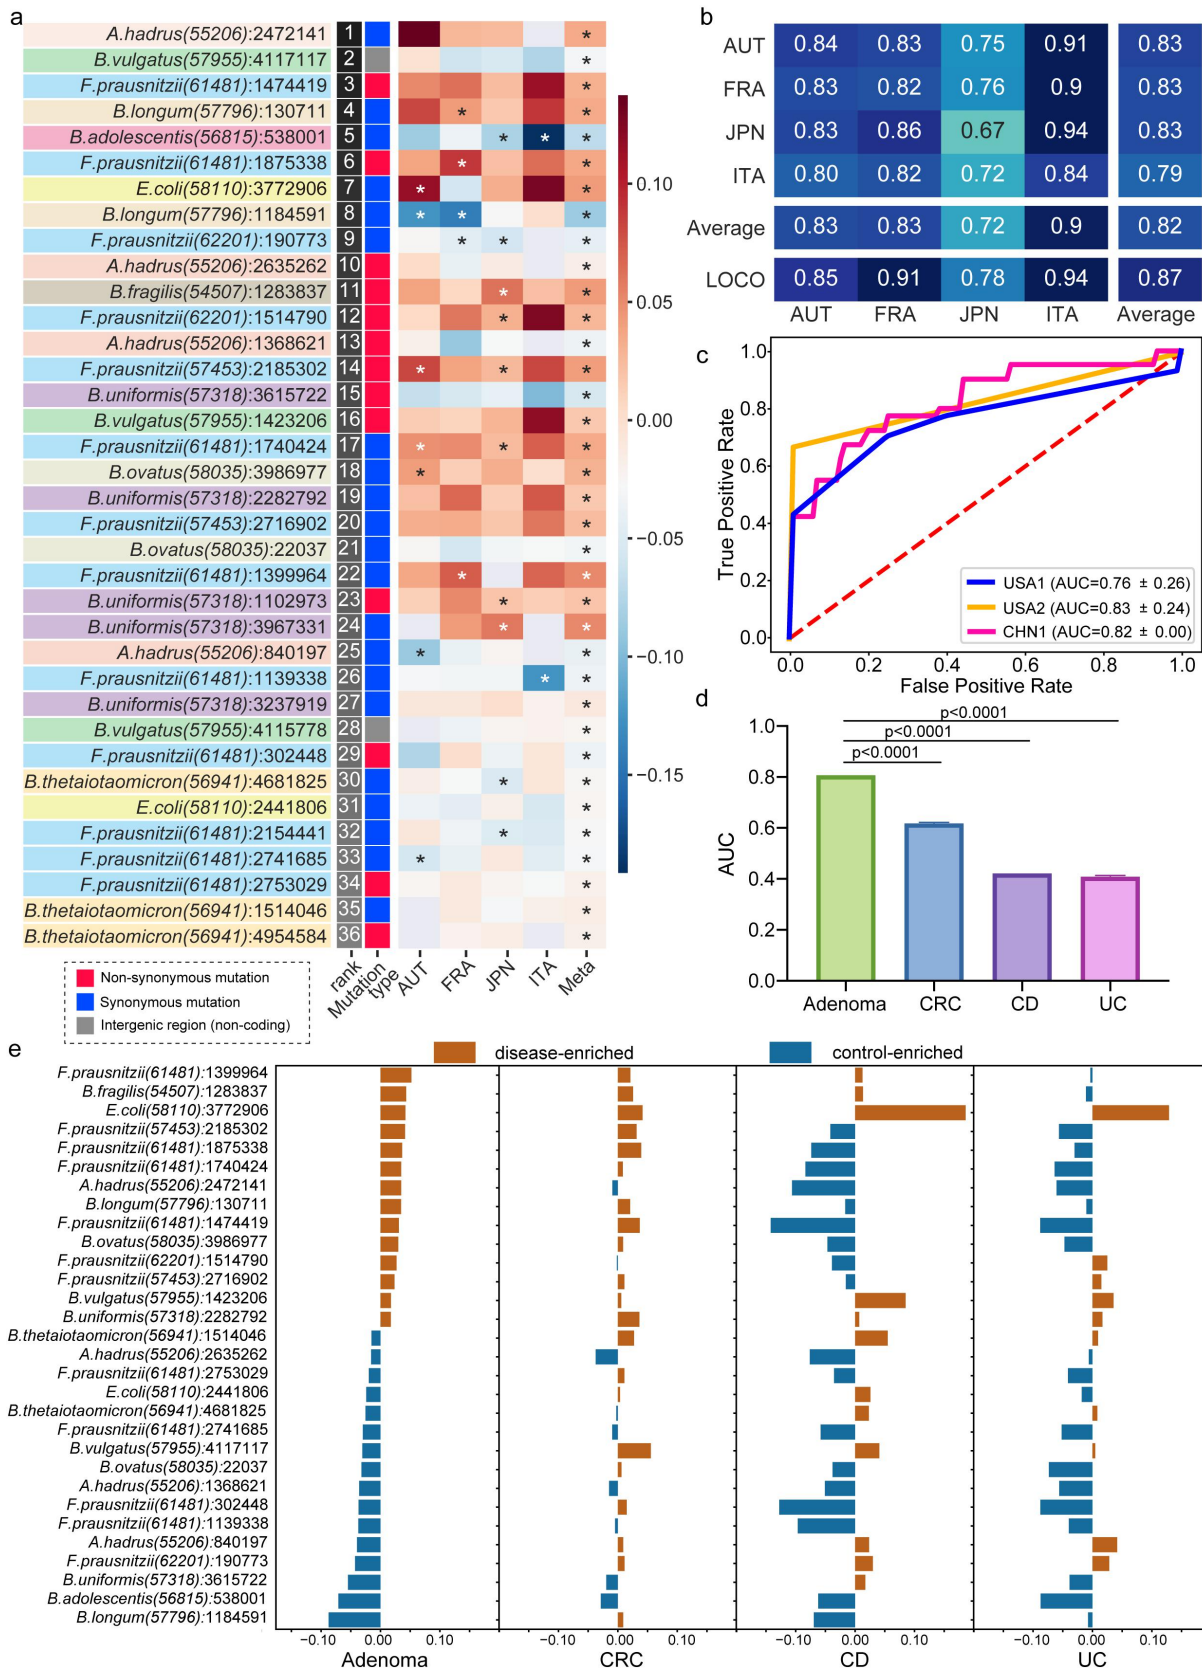 a
A.hadrus(55206):2472141 1
B.vulgatus(57955):4117117 2
F.prausnitzii(61481):1474419 3
B.longum(57796):130711 4 *
B.adolescentis(56815):538001 5 * * *
F.prausnitzii(61481):1875338 6 * *
E.coli(58110):3772906 7 * *
B.longum(57796):1184591 8 * * *
F.prausnitzii(62201):190773 9 * * *
A.hadrus(55206):2635262 10 *
B.fragilis(54507):1283837 11 * *
F.prausnitzii(62201):1514790 12 * *
A.hadrus(55206):1368621 13 *
F.prausnitzii(57453):2185302 14 * * *
B.uniformis(57318):3615722 15 *
B.vulgatus(57955):1423206 16 *
F.prausnitzii(61481):1740424 17 * * *
B.ovatus(58035):3986977 18 * *
B.uniformis(57318):2282792 19 *
F.prausnitzii(57453):2716902 20 *
B.ovatus(58035):22037 21 *
F.prausnitzii(61481):1399964 22 * *
B.uniformis(57318):1102973 23 * *
B.uniformis(57318):3967331 24 * *
A.hadrus(55206):840197 25 * *
F.prausnitzii(61481):1139338 26 * *
B.uniformis(57318):3237919 27 *
B.vulgatus(57955):4115778 28 *
F.prausnitzii(61481):302448 29 *
B.thetaiotaomicron(56941):4681825 30 * *
E.coli(58110):2441806 31 *
F.prausnitzii(61481):2154441 32 * *
F.prausnitzii(61481):2741685 33 * *
F.prausnitzii(61481):2753029 34 *
B.thetaiotaomicron(56941):1514046 35 *
B.thetaiotaomicron(56941):4954584 36 *
rank
Mutation type
AUT
FRA
JPN
ITA
Meta
0.10
0.05
0.00
−0.05
−0.10
−0.15
Non-synonymous mutation
Synonymous mutation
Intergenic region (non-coding)
b
AUT 0.84 0.83 0.75 0.91 0.83
FRA 0.83 0.82 0.76 0.9 0.83
JPN 0.83 0.86 0.67 0.94 0.83
ITA 0.80 0.82 0.72 0.84 0.79
Average 0.83 0.83 0.72 0.9 0.82
LOCO 0.85 0.91 0.78 0.94 0.87
AUT FRA JPN ITA Average
c
True Positive Rate
1.0
0.8
0.6
0.4
0.2
0.0
USA1 (AUC=0.76 ± 0.26)
USA2 (AUC=0.83 ± 0.24)
CHN1 (AUC=0.82 ± 0.00)
0.0 0.2 0.4 0.6 0.8 1.0
False Positive Rate
d
p<0.0001
p<0.0001
p<0.0001
AUC
1.0
0.8
0.6
0.4
0.2
0.0
Adenoma CRC CD UC
e
disease-enriched control-enriched
F.prausnitzii(61481):1399964
B.fragilis(54507):1283837
E.coli(58110):3772906
F.prausnitzii(57453):2185302
F.prausnitzii(61481):1875338
F.prausnitzii(61481):1740424
A.hadrus(55206):2472141
B.longum(57796):130711
F.prausnitzii(61481):1474419
B.ovatus(58035):3986977
F.prausnitzii(62201):1514790
F.prausnitzii(57453):2716902
B.vulgatus(57955):1423206
B.uniformis(57318):2282792
B.thetaiotaomicron(56941):1514046
A.hadrus(55206):2635262
F.prausnitzii(61481):2753029
E.coli(58110):2441806
B.thetaiotaomicron(56941):4681825
F.prausnitzii(61481):2741685
B.vulgatus(57955):4117117
B.ovatus(58035):22037
A.hadrus(55206):1368621
F.prausnitzii(61481):302448
F.prausnitzii(61481):1139338
A.hadrus(55206):840197
F.prausnitzii(62201):190773
B.uniformis(57318):3615722
B.adolescentis(56815):538001
B.longum(57796):1184591
−0.10 0.00 0.10 −0.10 0.00 0.10 −0.10 0.00 0.10 −0.10 0.00 0.10
Adenoma CRC CD UC